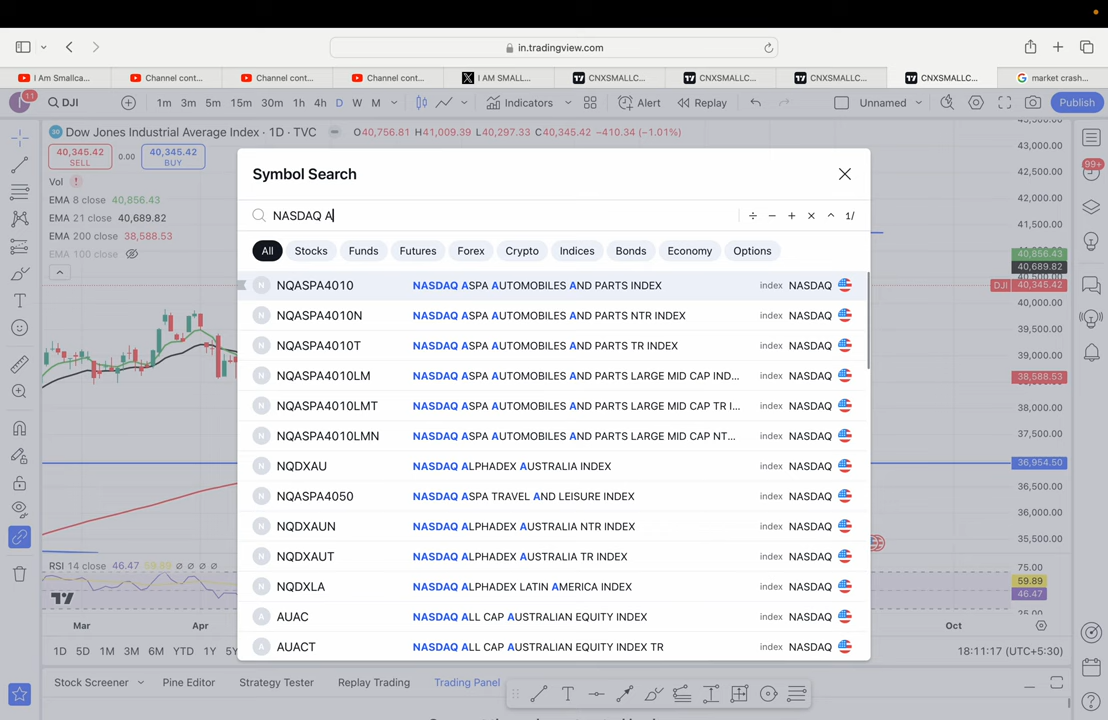 in.tradingview.com
I Am Smallca...
Channel cont...
Channel cont...
Channel cont...
I AM SMALL...
CNXSMALLC...
CNXSMALLC...
CNXSMALLC...
CNXSMALLC...
market crash...
I 11 DJI 1m 3m 5m 15m 30m 1h 4h D W M Indicators Alert Replay Unnamed Publish
30 Dow Jones Industrial Average Index · 1D · TVC O40,756.81 H41,009.39 L40,297.33 C40,345.42 −410.34 (−1.01%)
40,345.42
SELL
0.00
40,345.42
BUY
Vol
EMA 8 close 40,856.43
EMA 21 close 40,689.82
EMA 200 close 38,588.53
EMA 100 close
Symbol Search
NASDAQ A
1/
All Stocks Funds Futures Forex Crypto Indices Bonds Economy Options
N NQASPA4010 NASDAQ ASPA AUTOMOBILES AND PARTS INDEX index NASDAQ
N NQASPA4010N NASDAQ ASPA AUTOMOBILES AND PARTS NTR INDEX index NASDAQ
N NQASPA4010T NASDAQ ASPA AUTOMOBILES AND PARTS TR INDEX index NASDAQ
N NQASPA4010LM NASDAQ ASPA AUTOMOBILES AND PARTS LARGE MID CAP IND... index NASDAQ
N NQASPA4010LMT NASDAQ ASPA AUTOMOBILES AND PARTS LARGE MID CAP TR I... index NASDAQ
N NQASPA4010LMN NASDAQ ASPA AUTOMOBILES AND PARTS LARGE MID CAP NT... index NASDAQ
N NQDXAU NASDAQ ALPHADEX AUSTRALIA INDEX index NASDAQ
N NQASPA4050 NASDAQ ASPA TRAVEL AND LEISURE INDEX index NASDAQ
N NQDXAUN NASDAQ ALPHADEX AUSTRALIA NTR INDEX index NASDAQ
N NQDXAUT NASDAQ ALPHADEX AUSTRALIA TR INDEX index NASDAQ
N NQDXLA NASDAQ ALPHADEX LATIN AMERICA INDEX index NASDAQ
A AUAC NASDAQ ALL CAP AUSTRALIAN EQUITY INDEX index NASDAQ
A AUACT NASDAQ ALL CAP AUSTRALIAN EQUITY INDEX TR index NASDAQ
43,000.00
42,500.00
42,000.00
41,500.00
40,856.43
40,689.82
DJI 40,345.42
40,000.00
39,500.00
39,000.00
38,588.53
38,000.00
37,500.00
36,954.50
36,500.00
36,000.00
35,500.00
99+
RSI 14 close 46.47 59.89 ∅ ∅ ∅ ∅
75.00
59.89
46.47
25.00
Mar Apr Oct
1D 5D 1M 3M 6M YTD 1Y 5Y
18:11:17 (UTC+5:30)
Stock Screener Pine Editor Strategy Tester Replay Trading Trading Panel